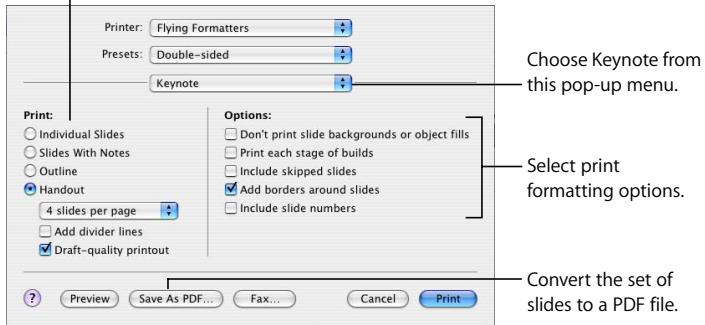 Printer: Flying Formatters
Presets: Double-sided
Keynote
Choose Keynote from
this pop-up menu.
Print:
Individual Slides
Slides With Notes
Outline
Handout
4 slides per page
Add divider lines
Draft-quality printout
Options:
Don't print slide backgrounds or object fills
Print each stage of builds
Include skipped slides
Add borders around slides
Include slide numbers
Select print
formatting options.
? Preview Save As PDF... Fax... Cancel Print
Convert the set of
slides to a PDF file.